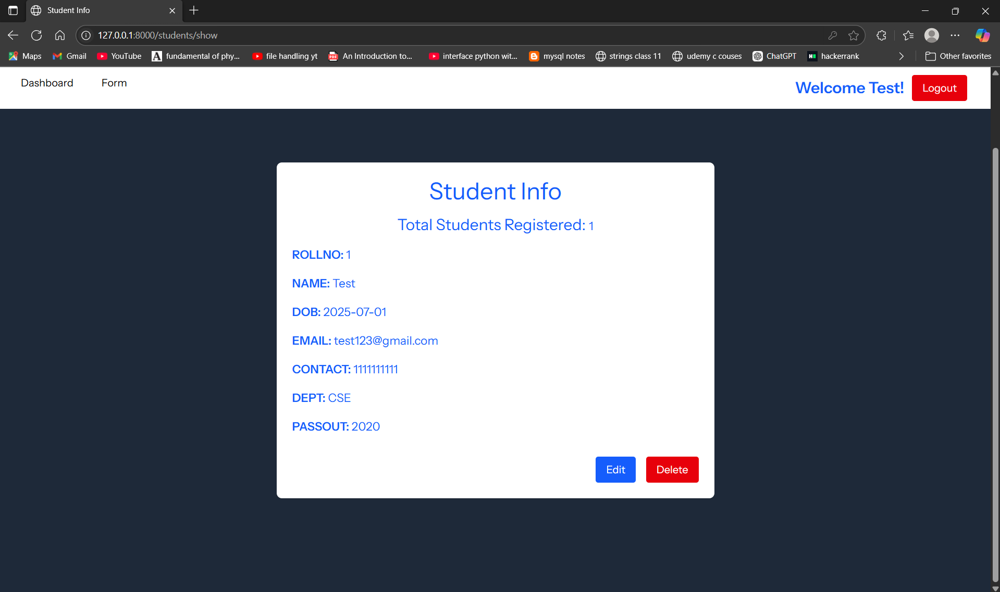 Student Info
127.0.0.1:8000/students/show
Maps Gmail YouTube fundamental of phy... file handling yt An Introduction to... interface python wit... mysql notes strings class 11 udemy c couses ChatGPT hackerrank Other favorites
Dashboard Form Welcome Test! Logout
Student Info
Total Students Registered: 1
ROLLNO: 1
NAME: Test
DOB: 2025-07-01
EMAIL: test123@gmail.com
CONTACT: 1111111111
DEPT: CSE
PASSOUT: 2020
Edit Delete